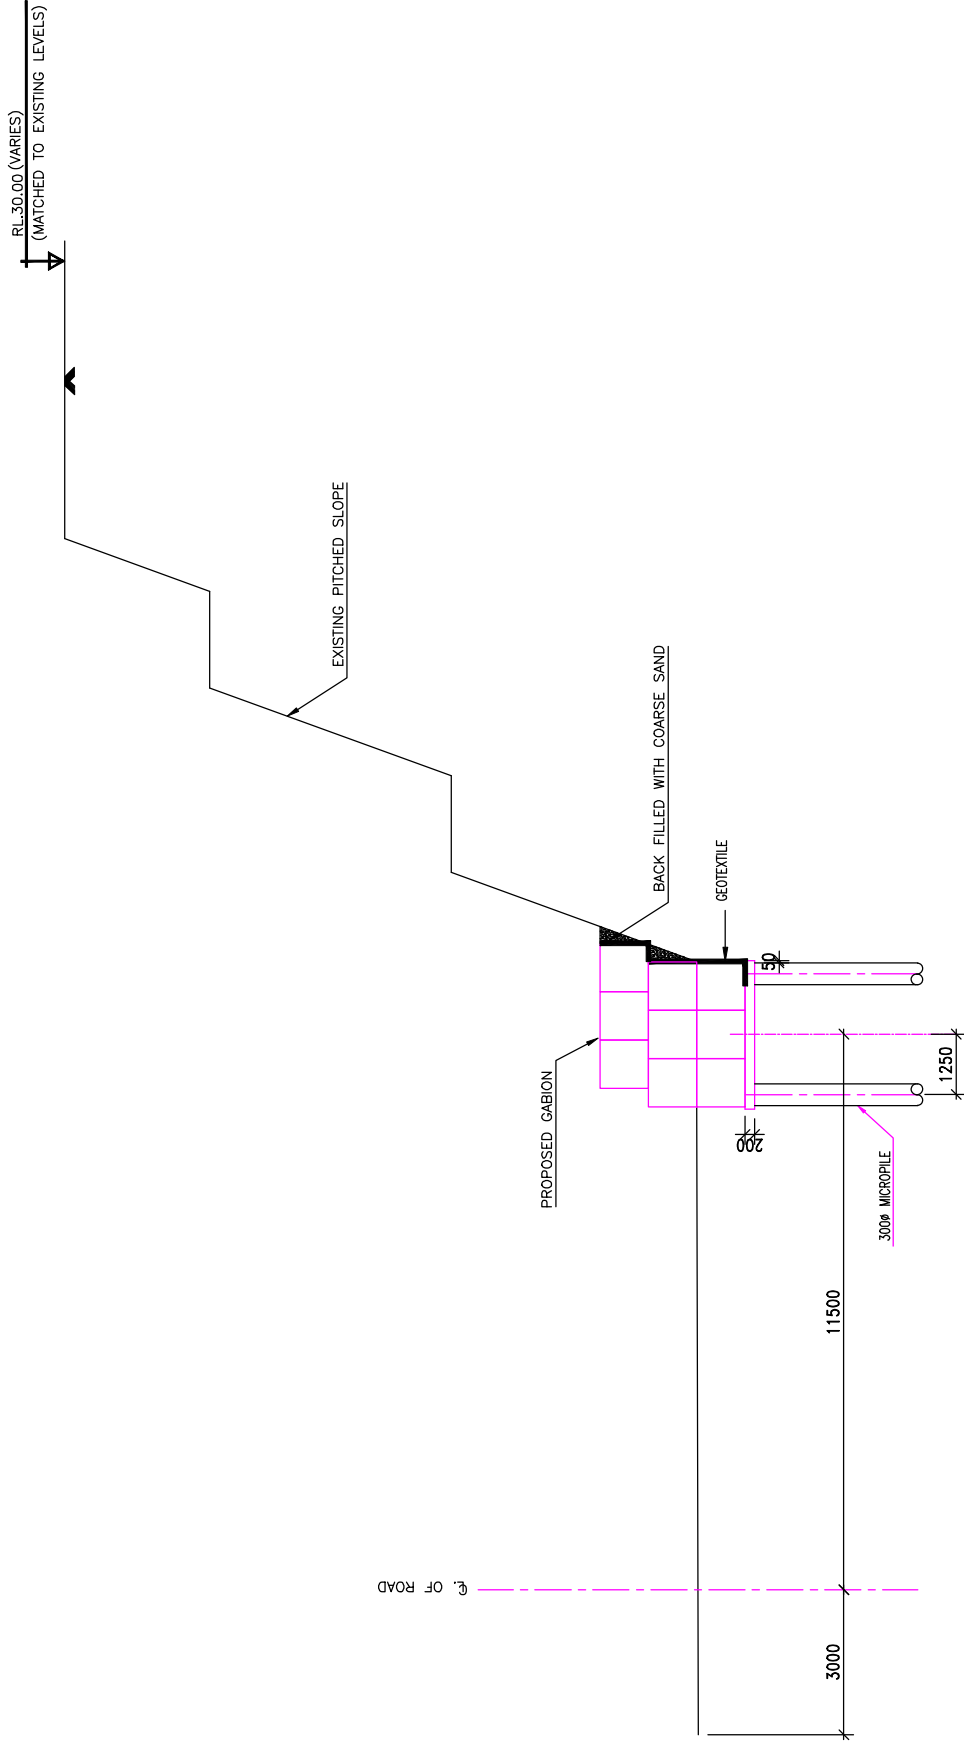 RL.30.00 (VARIES)
(MATCHED TO EXISTING LEVELS)
EXISTING PITCHED SLOPE
BACK FILLED WITH COARSE SAND
GEOTEXTILE
50
PROPOSED GABION
200
1250
300ø MICROPILE
11500
℄. OF ROAD
3000